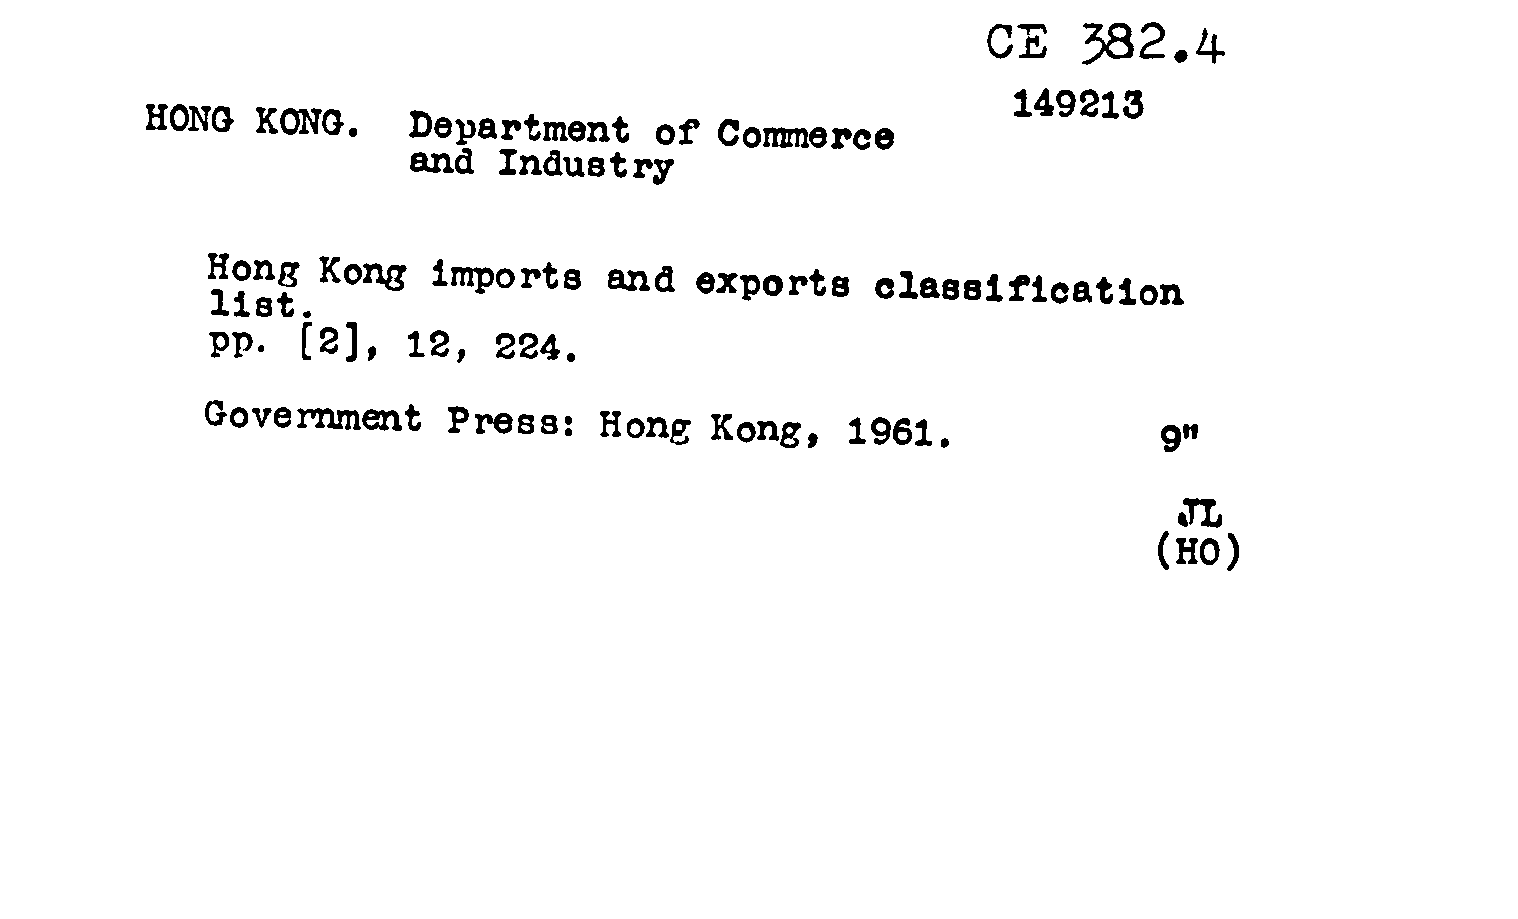 CE 382.4
149213
HONG KONG. Department of Commerce
and Industry
Hong Kong imports and exports classification
list.
pp. [2], 12, 224.
Government Press: Hong Kong, 1961.
9"
JL
(HO)